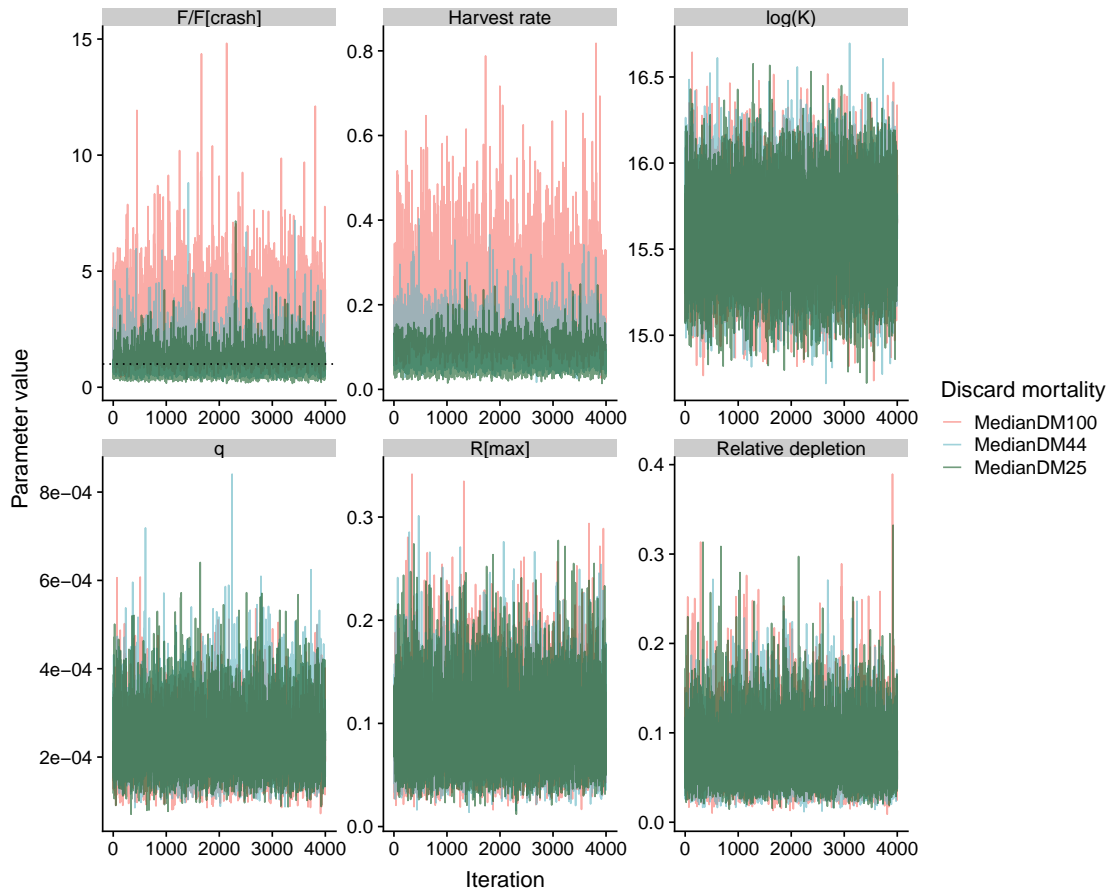 F/F[crash]
Harvest rate
log(K)
15
10
5
0
0.8
0.6
0.4
0.2
0.0
16.5
16.0
15.5
15.0
0 1000 2000 3000 4000
0 1000 2000 3000 4000
0 1000 2000 3000 4000
Parameter value
q
R[max]
Relative depletion
8e−04
6e−04
4e−04
2e−04
0.3
0.2
0.1
0.0
0.4
0.3
0.2
0.1
0.0
0 1000 2000 3000 4000
0 1000 2000 3000 4000
0 1000 2000 3000 4000
Iteration
Discard mortality
MedianDM100
MedianDM44
MedianDM25